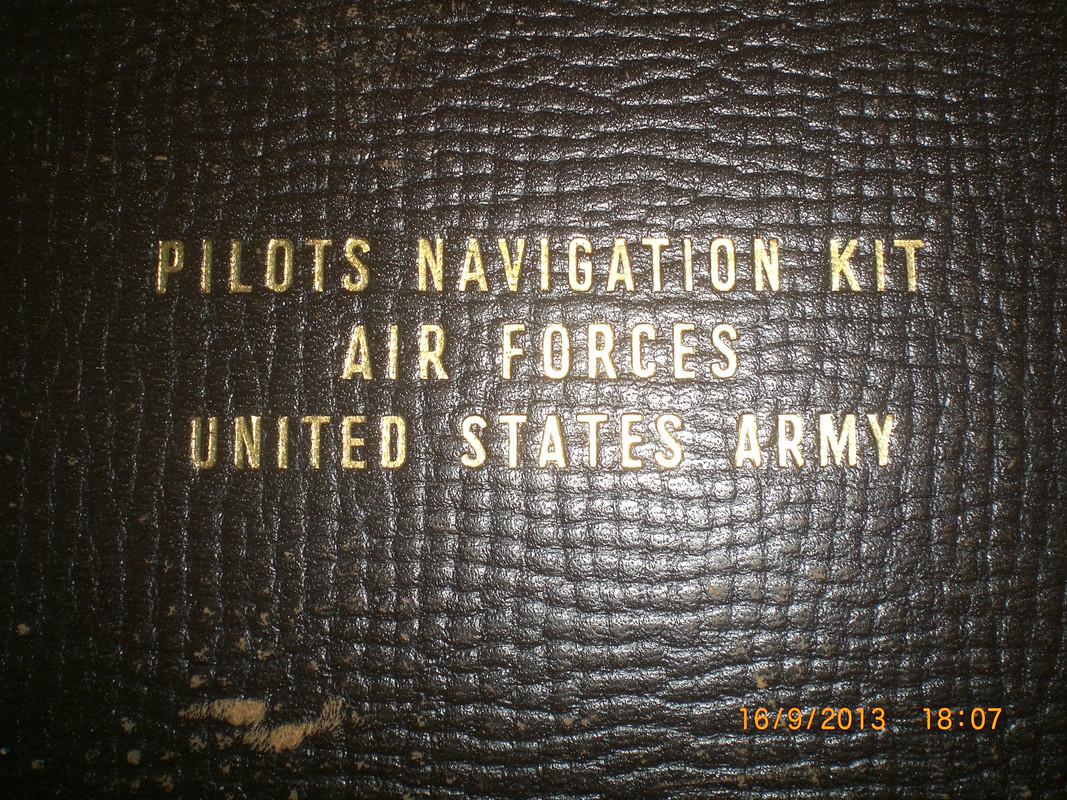 PILOTS NAVIGATION KIT
AIR FORCES
UNITED STATES ARMY
16/9/2013 18:07